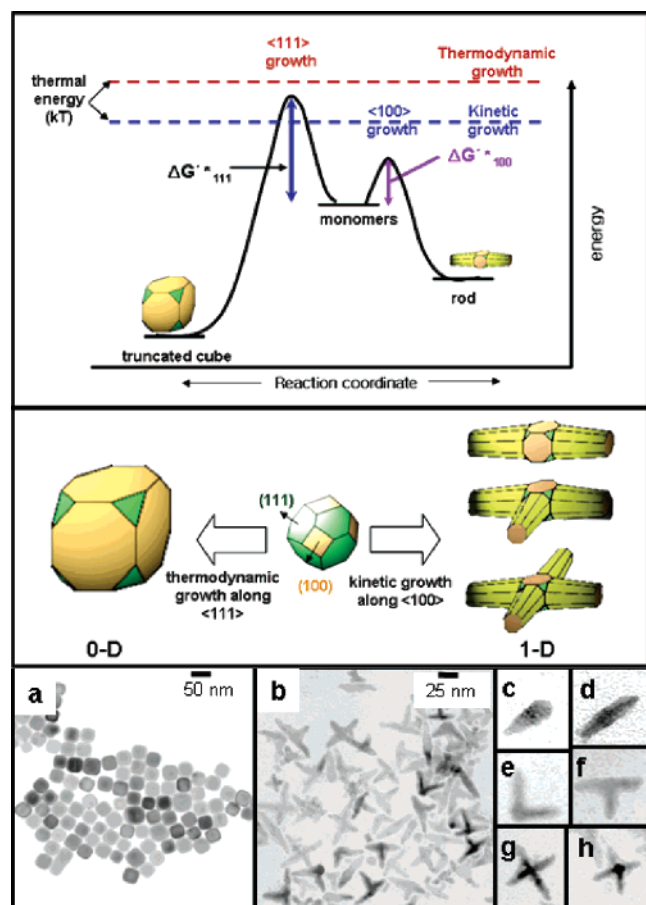 <111>
growth
Thermodynamic
growth
thermal
energy
(kT)
<100>
growth
Kinetic
growth
ΔG´*111
ΔG´*100
monomers
energy
rod
truncated cube
Reaction coordinate
(111)
(100)
thermodynamic
growth along
<111>
kinetic growth
along <100>
0-D
1-D
a
50 nm
b
25 nm
c
d
e
f
g
h